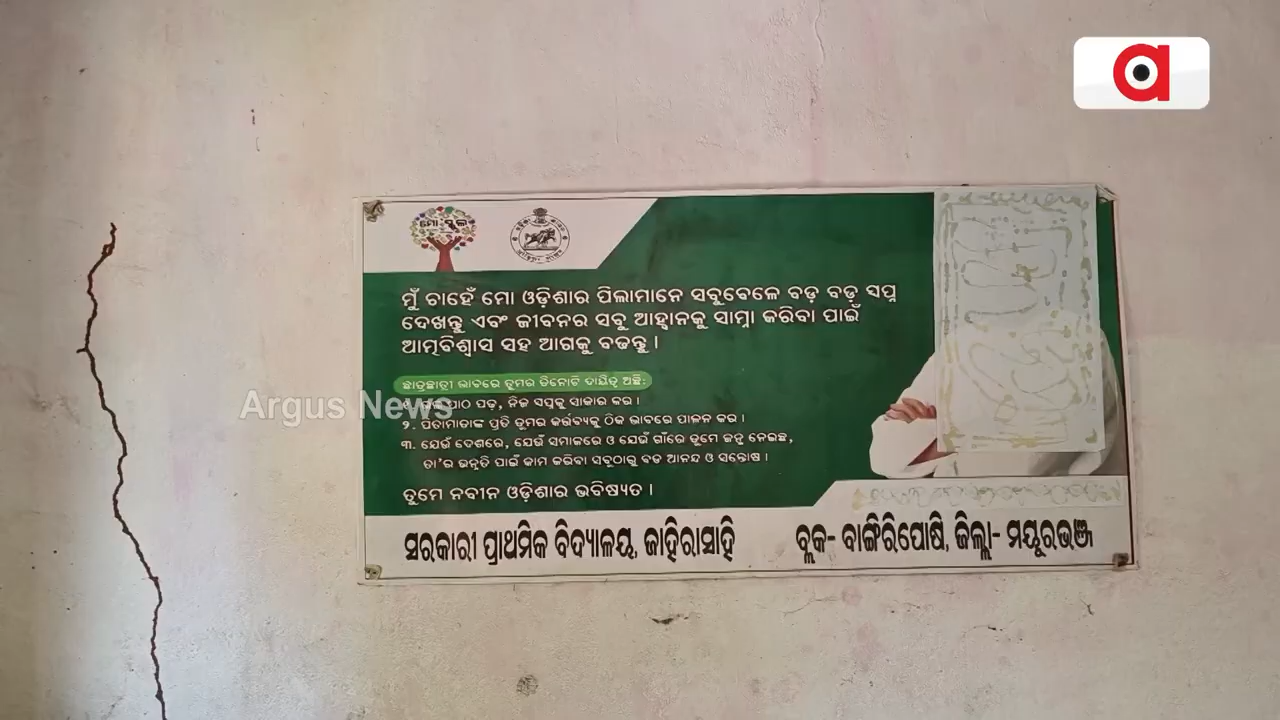 ମୋ ସ୍କୁଲ
ମୁଁ ଚାହେଁ ମୋ ଓଡ଼ିଶାର ପିଲାମାନେ ସବୁବେଳେ ବଡ଼ ବଡ଼ ସପ୍ନ
ଦେଖନ୍ତୁ ଏବଂ ଜୀବନର ସବୁ ଆହ୍ୱାନକୁ ସାମ୍ନା କରିବା ପାଇଁ
ଆତ୍ମବିଶ୍ୱାସ ସହ ଆଗକୁ ବଢନ୍ତୁ ।
ଛାତ୍ରଛାତ୍ରୀ ଭାବରେ ତୁମର ତିନୋଟି ଦାୟିତ୍ୱ ଅଛି:
ପାଠ ପଢ଼, ନିଜ ସପ୍ନକୁ ସାକାର କର ।
୨. ପିତାମାତାଙ୍କ ପ୍ରତି ତୁମର କର୍ତ୍ତବ୍ୟକୁ ଠିକ ଭାବରେ ପାଳନ କର ।
୩. ଯେଉଁ ଦେଶରେ, ଯେଉଁ ସମାଜରେ ଓ ଯେଉଁ ଗାଁରେ ତୁମେ ଜନ୍ମ ନେଇଛ,
ତା'ର ଉନ୍ନତି ପାଇଁ କାମ କରିବା ସବୁଠାରୁ ବଡ ଆନନ୍ଦ ଓ ସନ୍ତୋଷ ।
ତୁମେ ନବୀନ ଓଡ଼ିଶାର ଭବିଷ୍ୟତ ।
ସରକାରୀ ପ୍ରାଥମିକ ବିଦ୍ୟାଳୟ, ଜାହିରାସାହି ବ୍ଲକ- ବାଙ୍ଗିରିପୋଷି, ଜିଲ୍ଲା- ମୟୂରଭଞ୍ଜ
Argus News